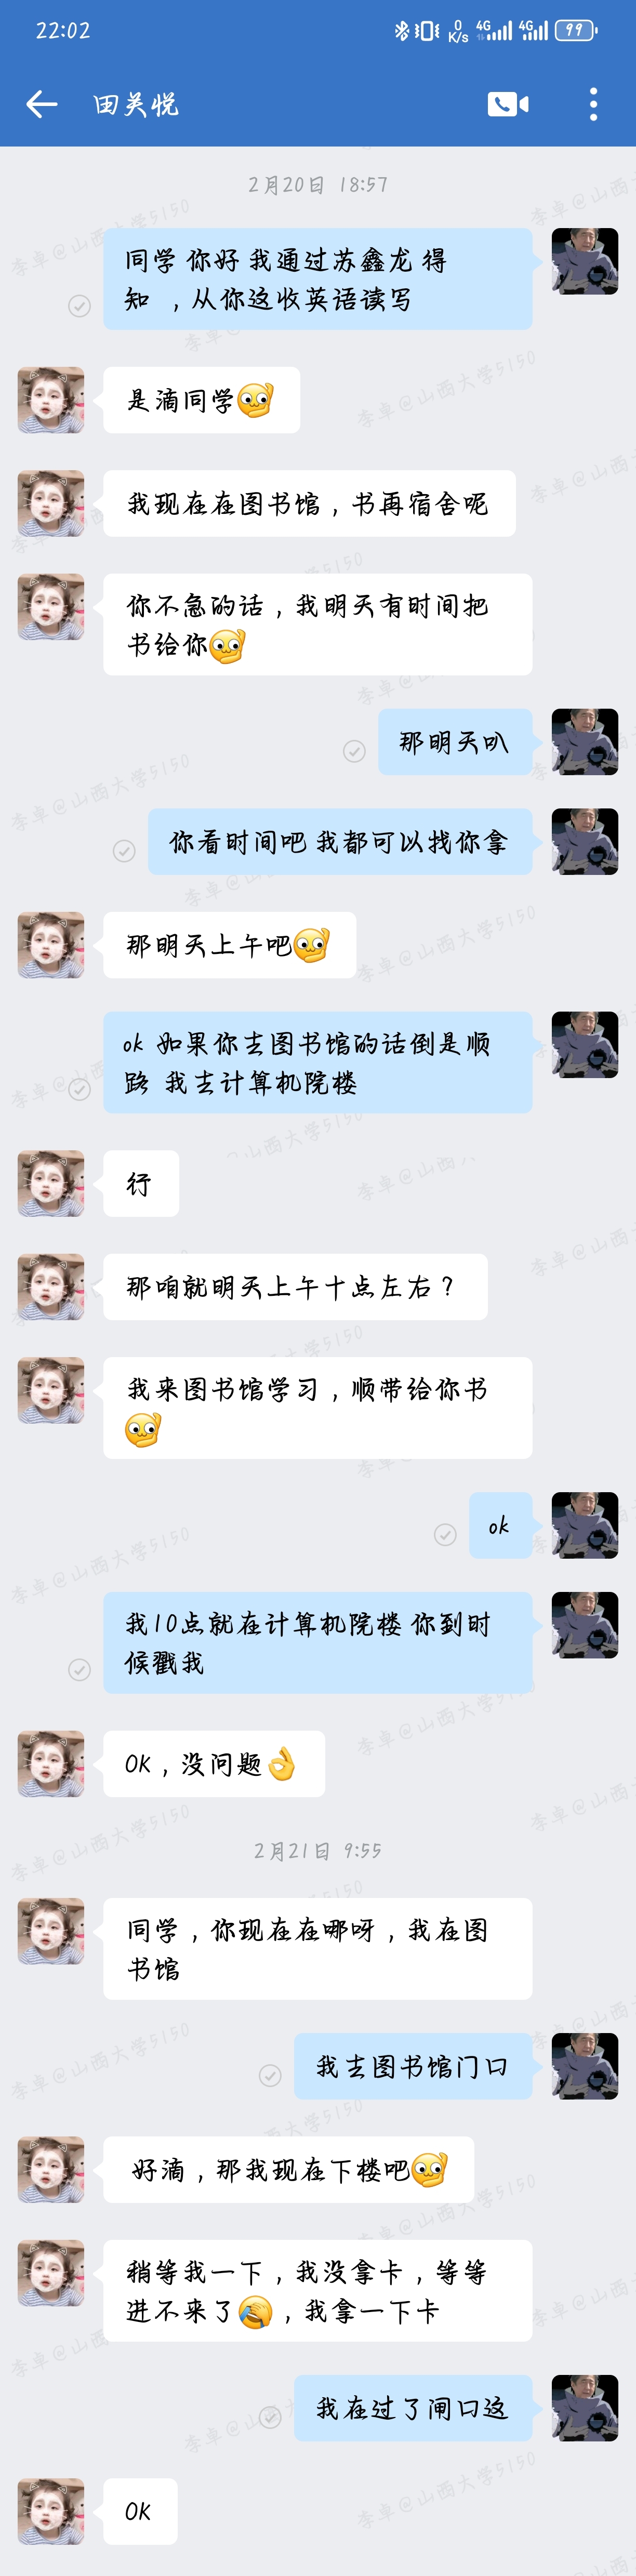 22:02
0
K/s
4G
4G
99
田关悦
2月20日 18:57
同学 你好 我通过苏鑫龙 得
知 ，从你这收英语读写
是滴同学
我现在在图书馆，书再宿舍呢
你不急的话，我明天有时间把
书给你
那明天叭
你看时间吧 我都可以找你拿
那明天上午吧
ok 如果你去图书馆的话倒是顺
路 我去计算机院楼
行
那咱就明天上午十点左右？
我来图书馆学习，顺带给你书
ok
我10点就在计算机院楼 你到时
候戳我
OK，没问题👌
2月21日 9:55
同学，你现在在哪呀，我在图
书馆
我去图书馆门口
好滴，那我现在下楼吧
稍等我一下，我没拿卡，等等
进不来了🤦，我拿一下卡
我在过了闸口这
OK
李卓@山西大学5150